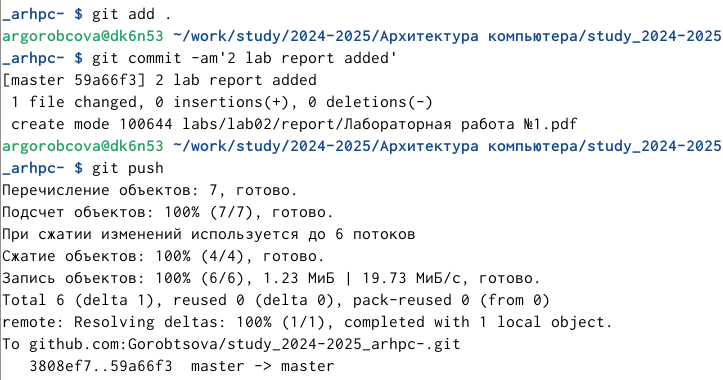 _arhpc- $ git add .
argorobcova@dk6n53 ~/work/study/2024-2025/Архитектура компьютера/study_2024-2025
_arhpc- $ git commit -am'2 lab report added'
[master 59a66f3] 2 lab report added
 1 file changed, 0 insertions(+), 0 deletions(-)
 create mode 100644 labs/lab02/report/Лабораторная работа №1.pdf
argorobcova@dk6n53 ~/work/study/2024-2025/Архитектура компьютера/study_2024-2025
_arhpc- $ git push
Перечисление объектов: 7, готово.
Подсчет объектов: 100% (7/7), готово.
При сжатии изменений используется до 6 потоков
Сжатие объектов: 100% (4/4), готово.
Запись объектов: 100% (6/6), 1.23 МиБ | 19.73 МиБ/с, готово.
Total 6 (delta 1), reused 0 (delta 0), pack-reused 0 (from 0)
remote: Resolving deltas: 100% (1/1), completed with 1 local object.
To github.com:Gorobtsova/study_2024-2025_arhpc-.git
   3808ef7..59a66f3  master -> master